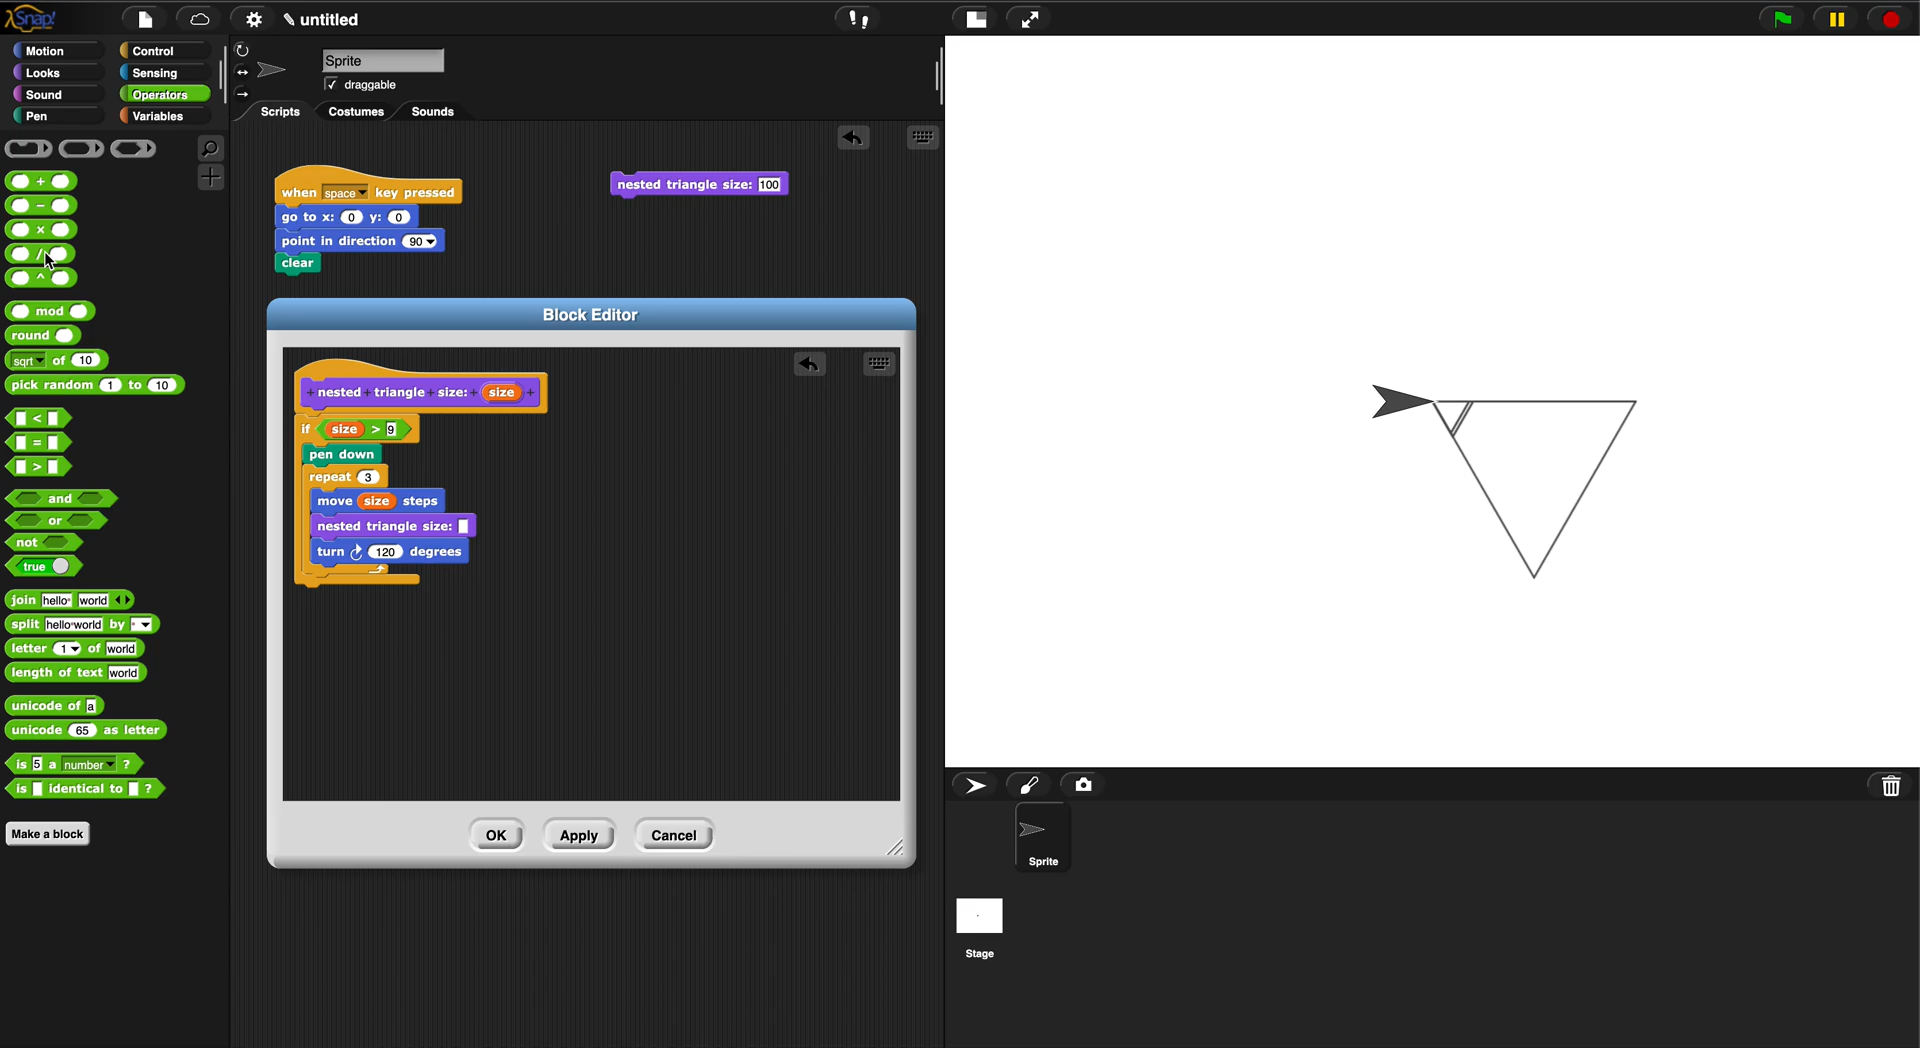 Snap!
untitled
Motion
Control
Looks
Sensing
Sound
Operators
Pen
Variables
Sprite
draggable
Scripts
Costumes
Sounds
+
−
×
/
^
mod
round
sqrt of 10
pick random 1 to 10
<
=
>
and
or
not
true
join hello world
split hello world by
letter 1 of world
length of text world
unicode of a
unicode 65 as letter
is 5 a number ?
is identical to ?
Make a block
when space key pressed
go to x: 0 y: 0
point in direction 90
clear
nested triangle size: 100
Block Editor
+ nested + triangle + size: + size +
if size > 9
pen down
repeat 3
move size steps
nested triangle size:
turn 120 degrees
OK
Apply
Cancel
Sprite
Stage